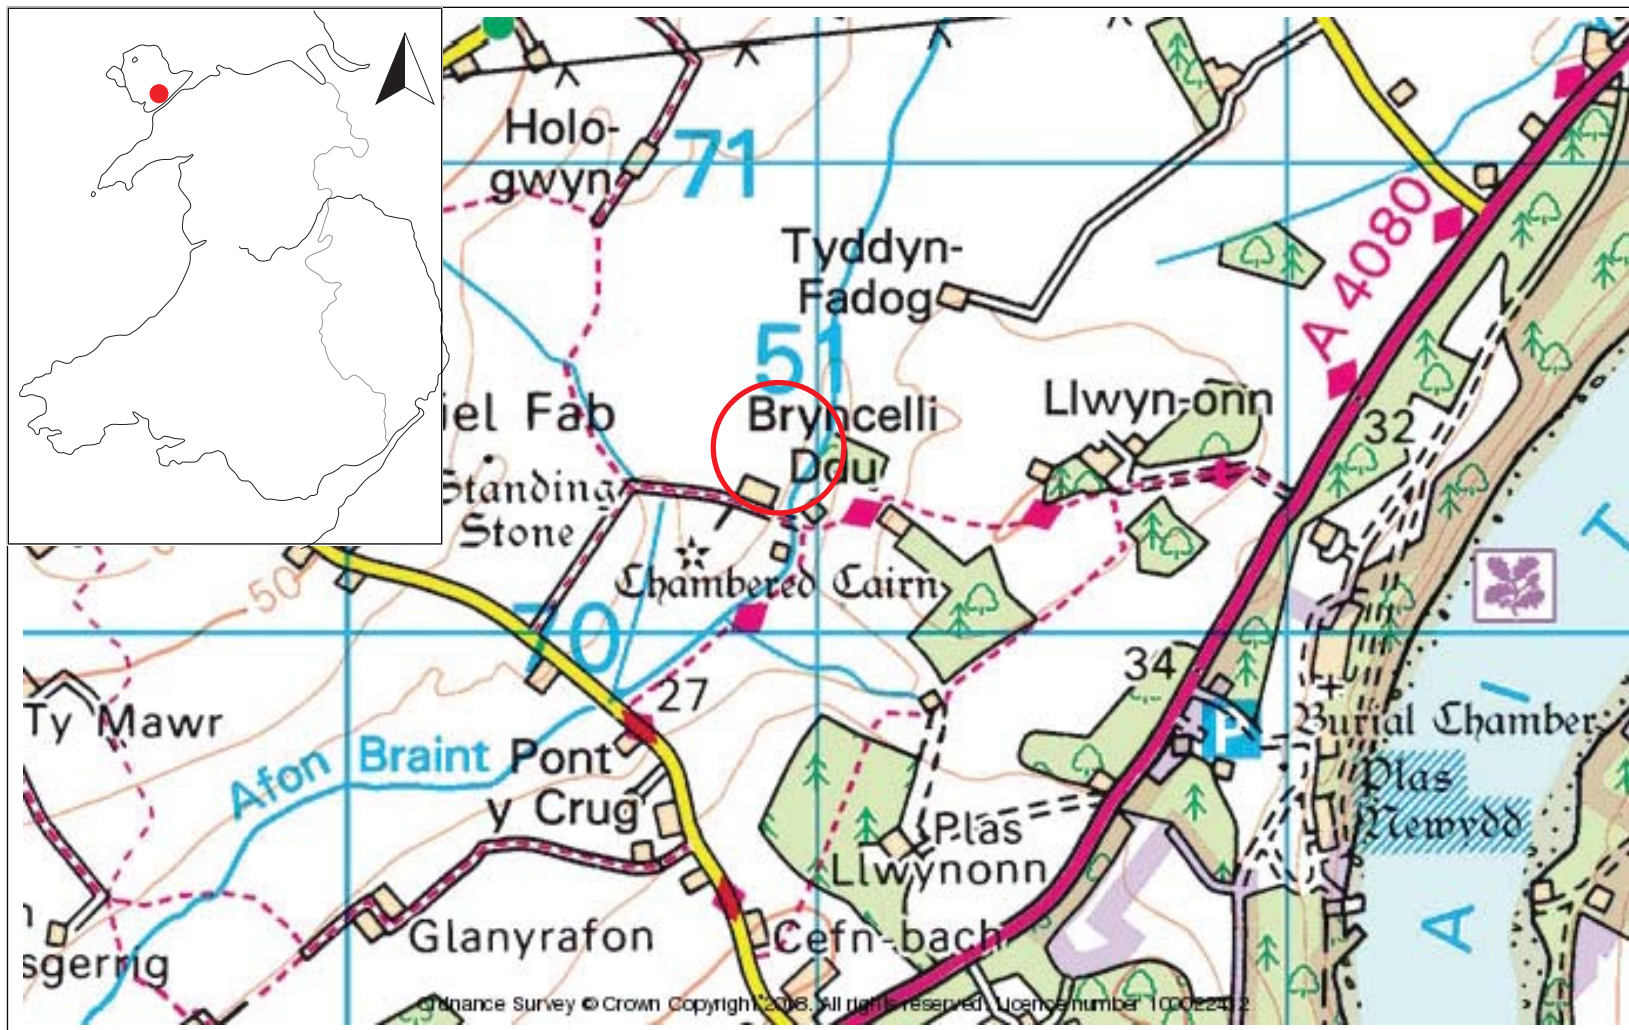 Holo-
gwyn
71
Tyddyn-
Fadog
A 4080
51
iel Fab
Bryncelli
Ddu
Llwyn-onn
32
Standing
Stone
Chambered Cairn
50
70
27
34
Ty Mawr
Afon Braint
Pont
y Crug
P
Burial Chamber
Plas
Newydd
Plas
Llwynonn
Glanyrafon
Cefn-bach
sgerrig
T
I
A
Ordnance Survey © Crown Copyright 2018. All rights reserved. Licence number